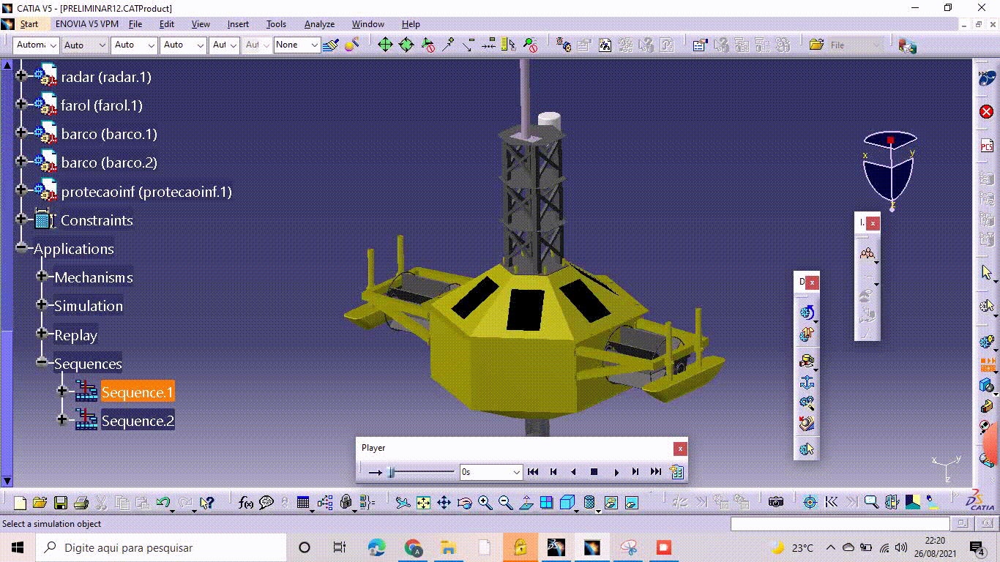 CATIA V5 - [PRELIMINAR12.CATProduct]
Start ENOVIA V5 VPM File Edit View Insert Tools Analyze Window Help
Auto Auto Auto None File
radar (radar.1)
farol (farol.1)
barco (barco.1)
barco (barco.2)
protecaoinf (protecaoinf.1)
Constraints
Applications
Mechanisms
Simulation
Replay
Sequences
Sequence.1
Sequence.2
x y
z
D
PCS
Player
0s
x y
z
f(x)
CATIA
Select a simulation object
Digite aqui para pesquisar
23°C
22:20
26/08/2021
4